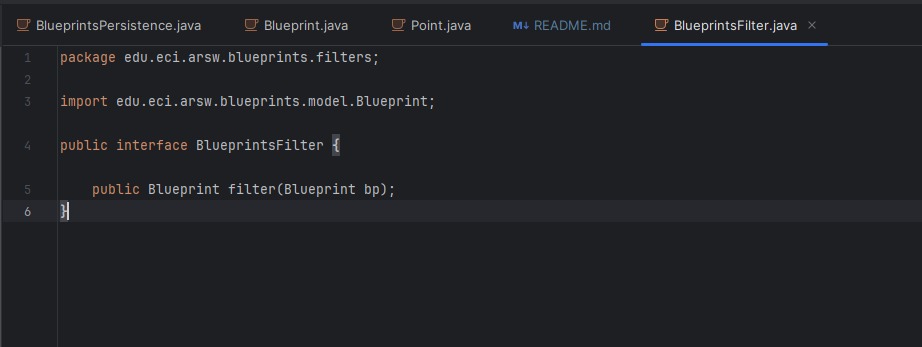 BlueprintsPersistence.java Blueprint.java Point.java M↓ README.md BlueprintsFilter.java ×
1 package edu.eci.arsw.blueprints.filters;
2
3 import edu.eci.arsw.blueprints.model.Blueprint;
4 public interface BlueprintsFilter {
5 public Blueprint filter(Blueprint bp);
6 }